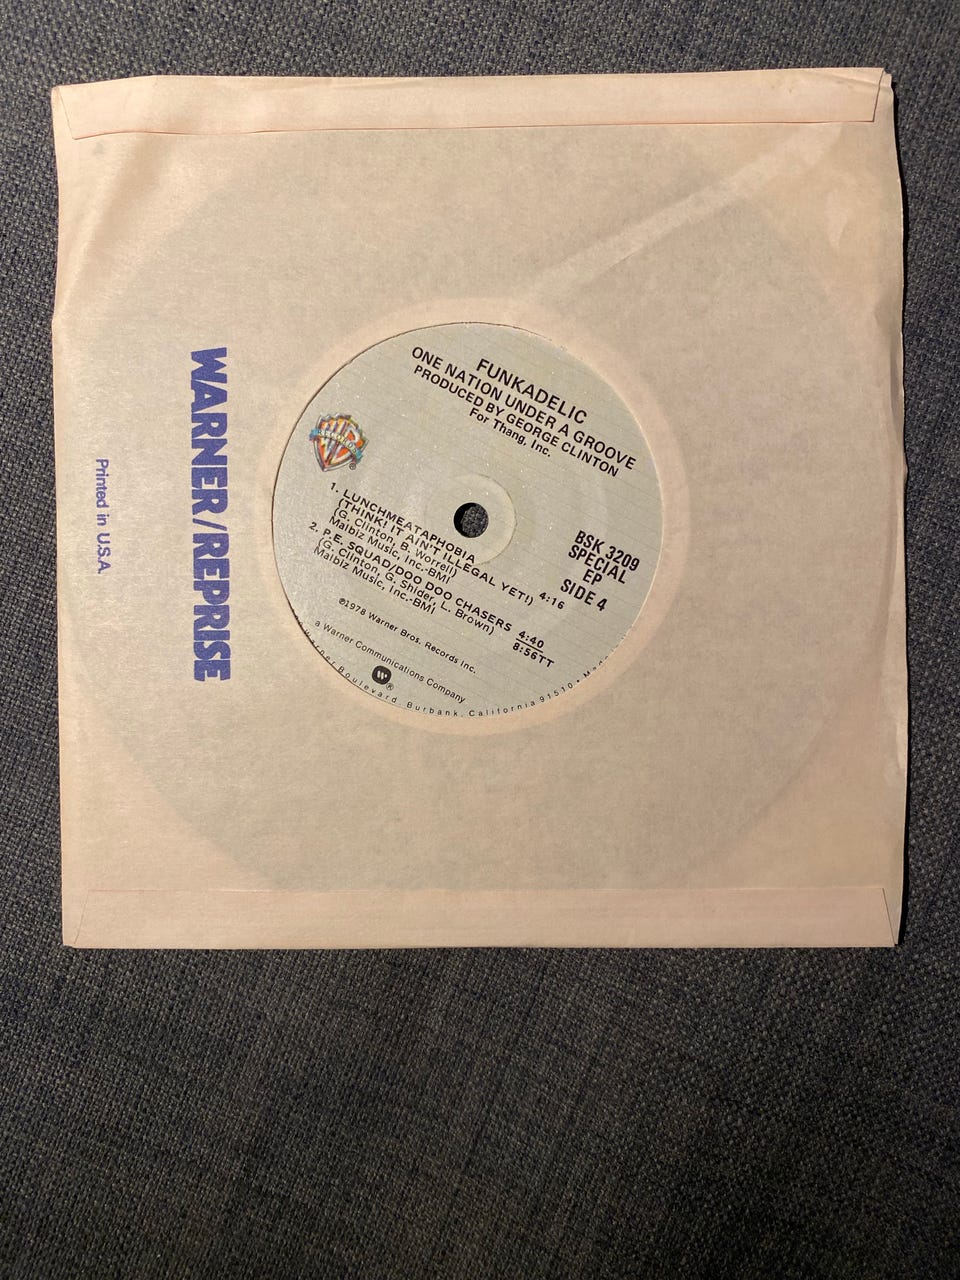 WARNER/REPRISE
Printed in U.S.A.
FUNKADELIC
ONE NATION UNDER A GROOVE
PRODUCED BY GEORGE CLINTON
For Thang, Inc.
BSK 3209
SPECIAL
EP
SIDE 4
1. LUNCHMEATAPHOBIA
(THINK! IT AIN'T ILLEGAL YET!) 4:16
(G. Clinton, B. Worrell)
Malbiz Music, Inc.-BMI
2. P.E. SQUAD/DOO DOO CHASERS 4:40
(G. Clinton, G. Shider, L. Brown)
Malbiz Music, Inc.-BMI
8:56TT
℗1978 Warner Bros. Records Inc.
a Warner Communications Company
Boulevard, Burbank, California 91510 •